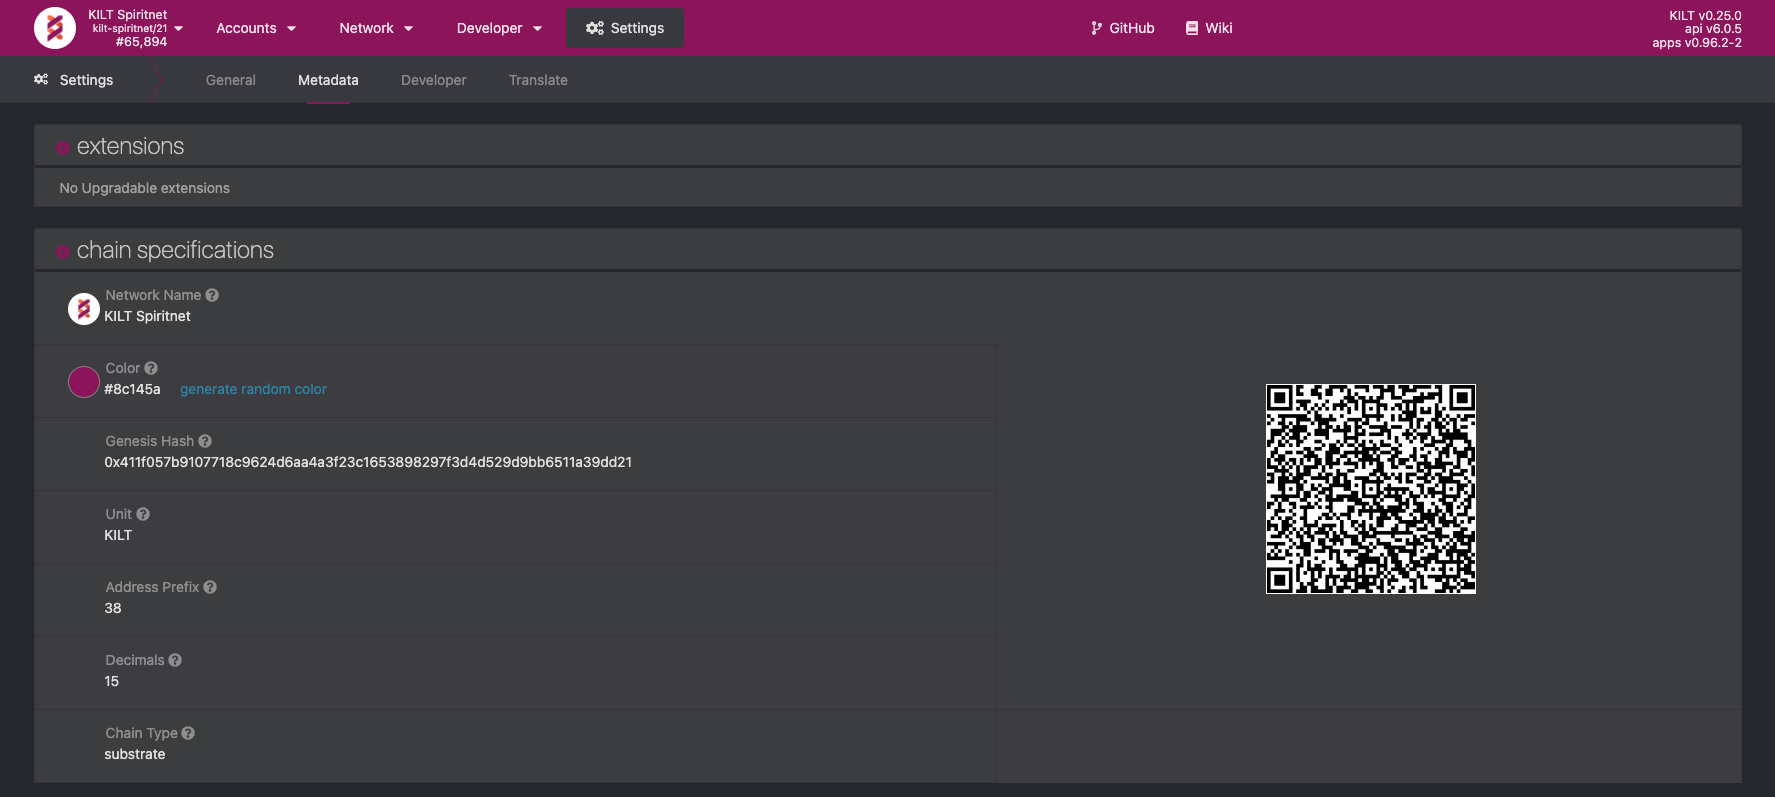 KILT Spiritnet
kilt-spiritnet/21
#65,894
Accounts
Network
Developer
Settings
GitHub
Wiki
KILT v0.25.0
api v6.0.5
apps v0.96.2-2
Settings
General
Metadata
Developer
Translate
extensions
No Upgradable extensions
chain specifications
Network Name
KILT Spiritnet
Color
#8c145a generate random color
Genesis Hash
0x411f057b9107718c9624d6aa4a3f23c1653898297f3d4d529d9bb6511a39dd21
Unit
KILT
Address Prefix
38
Decimals
15
Chain Type
substrate